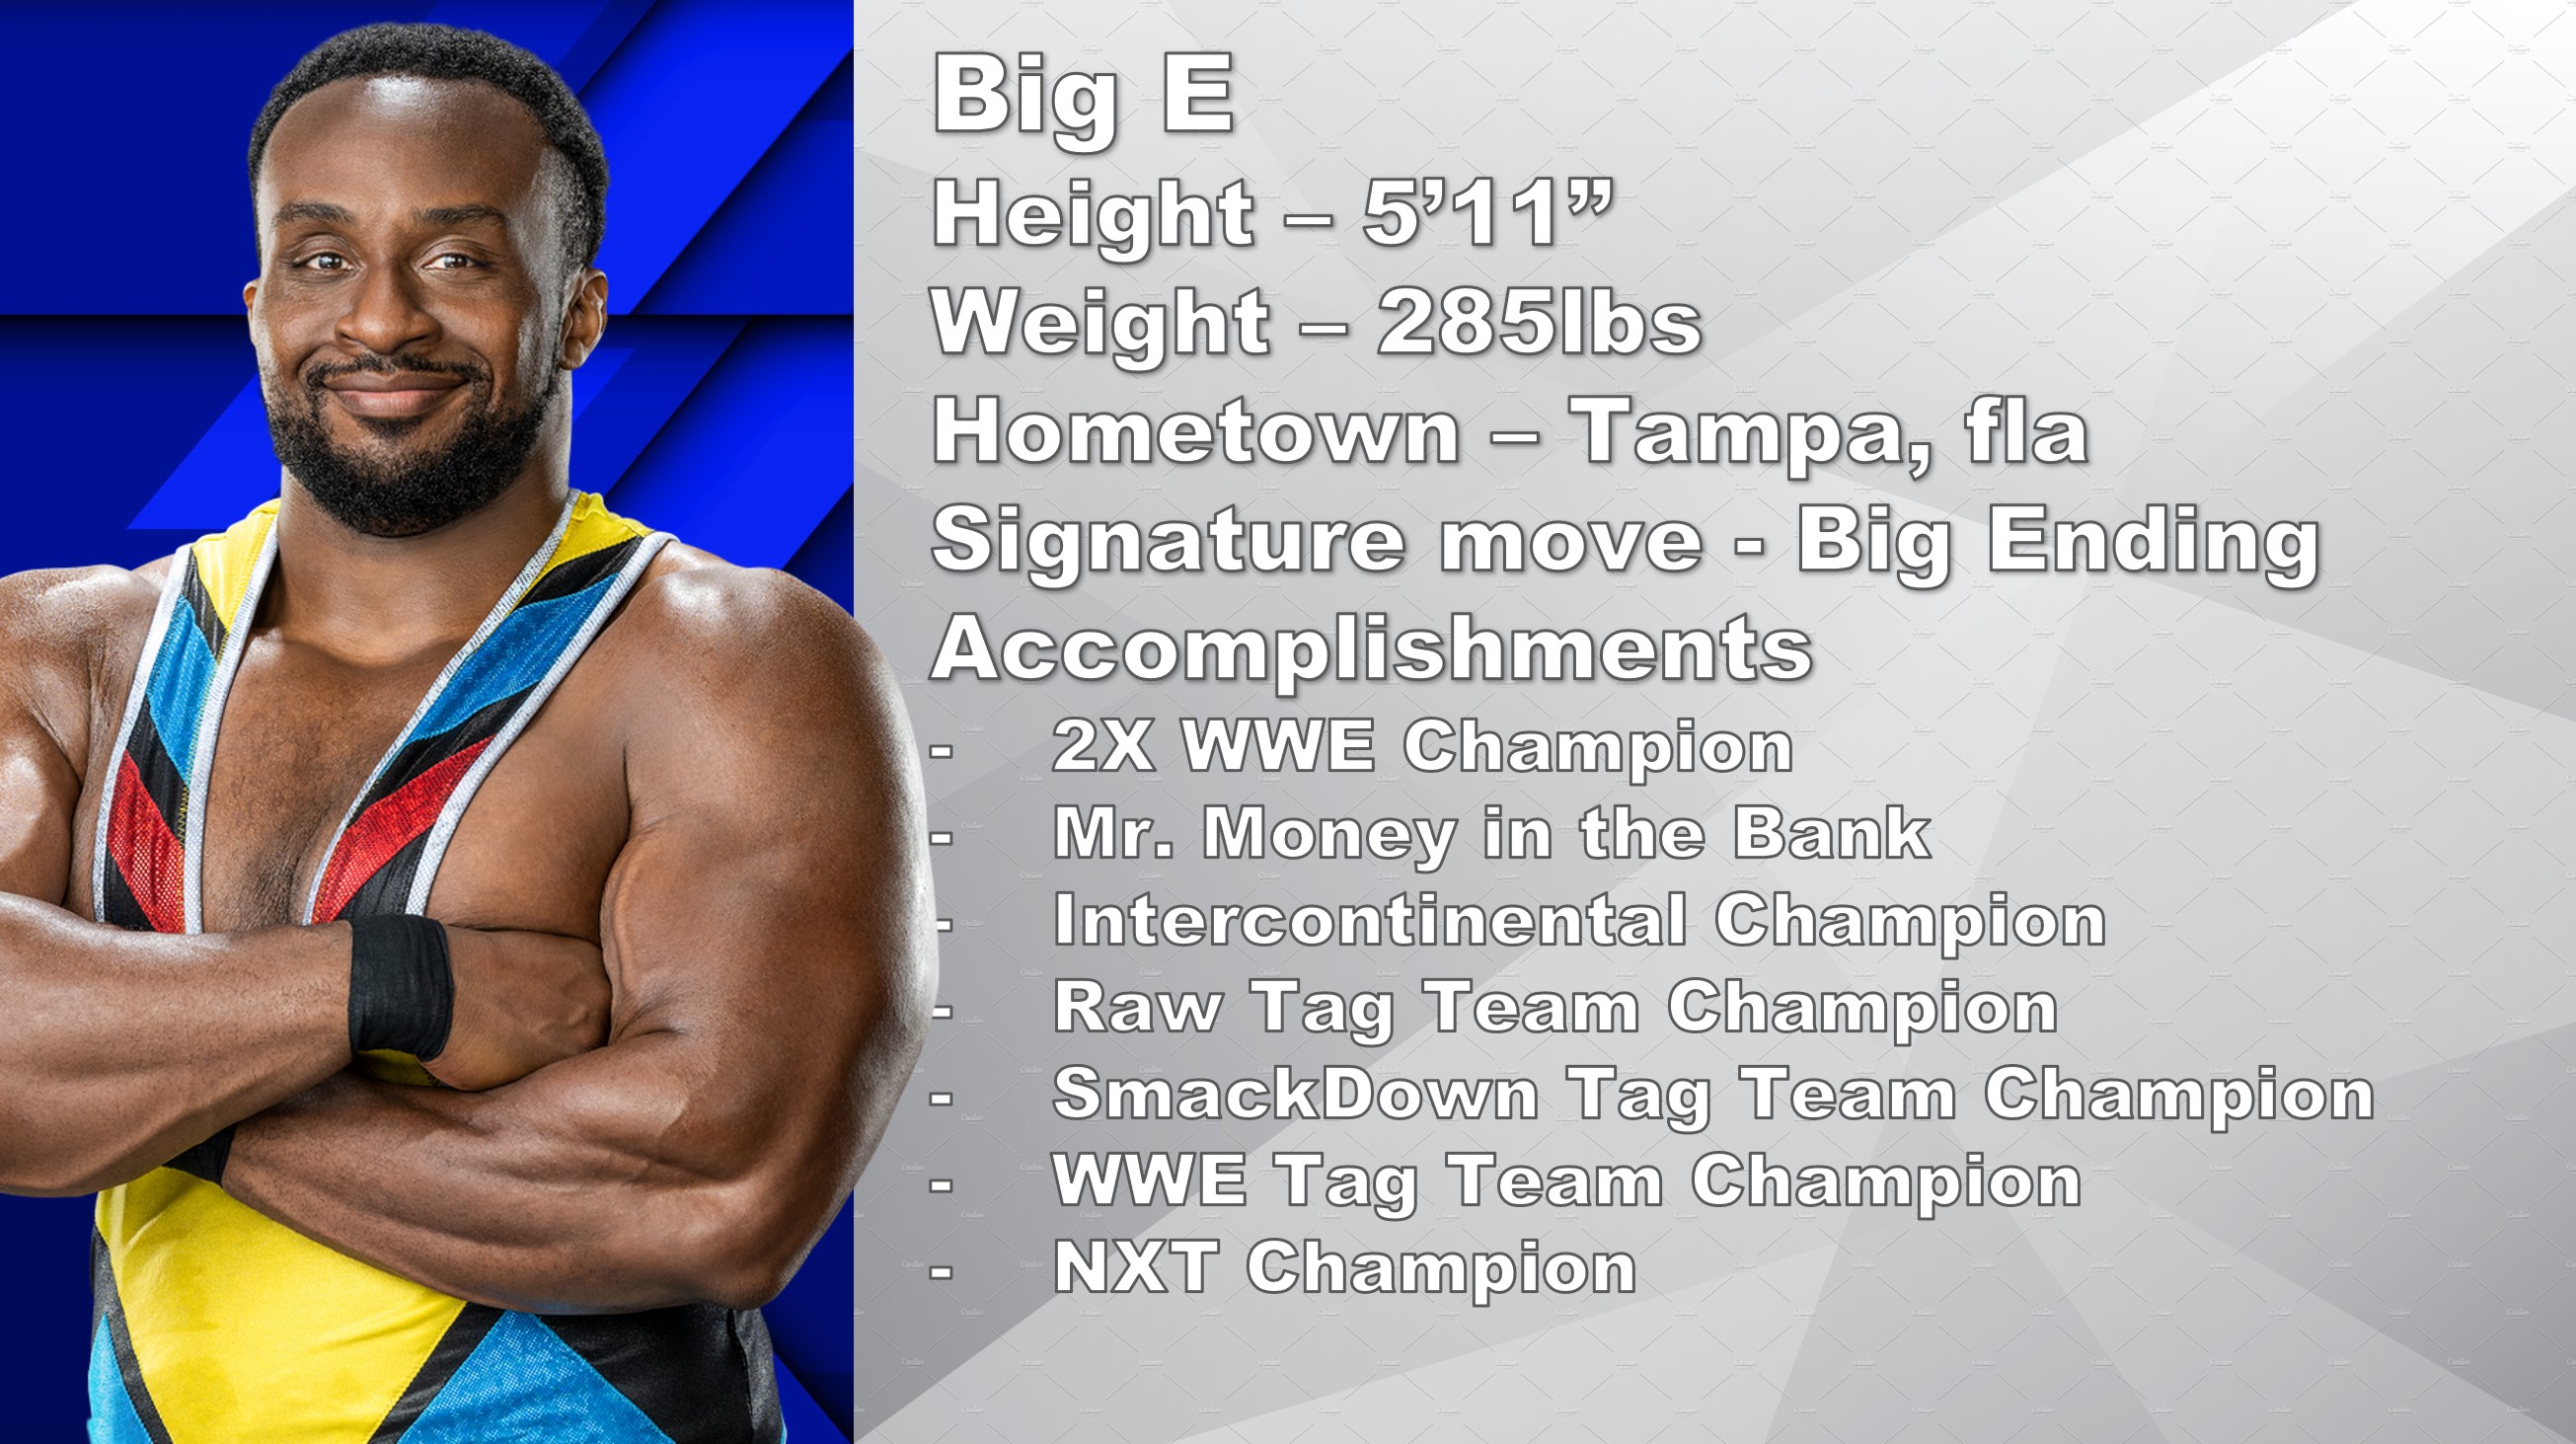 Big E
Height – 5’11”
Weight – 285lbs
Hometown – Tampa, fla
Signature move - Big Ending
Accomplishments
- 2X WWE Champion
- Mr. Money in the Bank
- Intercontinental Champion
- Raw Tag Team Champion
- SmackDown Tag Team Champion
- WWE Tag Team Champion
- NXT Champion